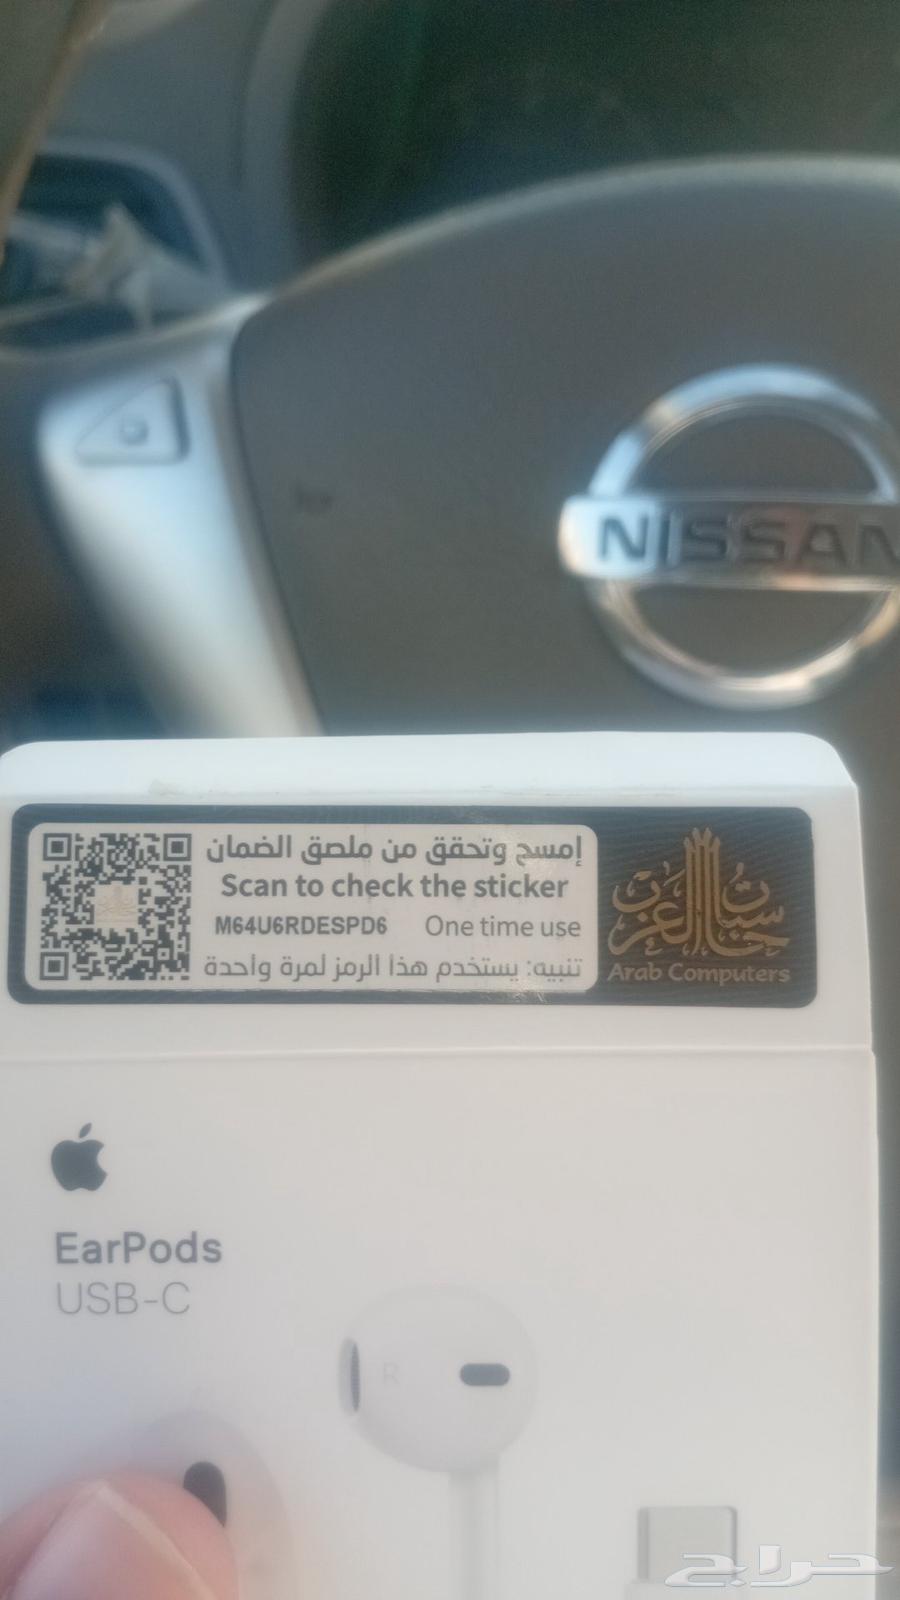 NISSAN
إمسح وتحقق من ملصق الضمان
Scan to check the sticker
M64U6RDESPD6 One time use
تنبيه: يستخدم هذا الرمز لمرة واحدة
حاسبات العرب
Arab Computers
EarPods
USB-C
R
حراج